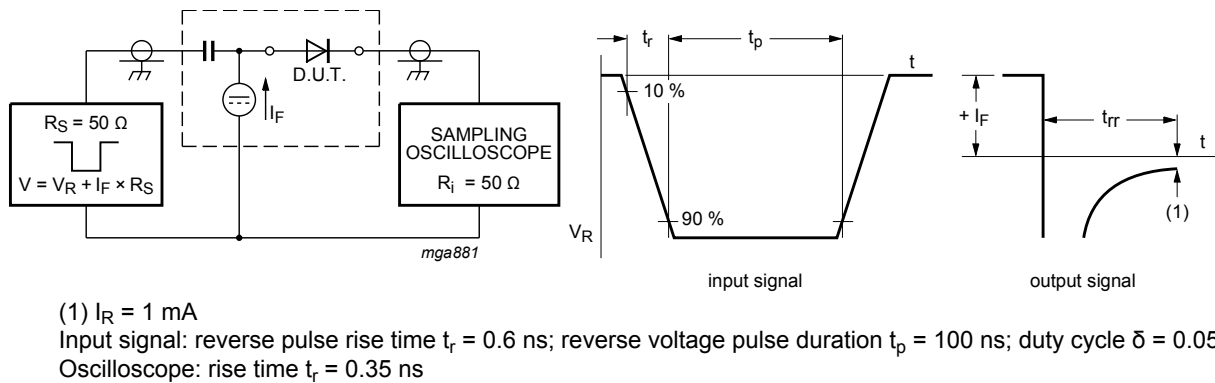 D.U.T.
I_F
R_S = 50 Ω
V = V_R + I_F × R_S
SAMPLING
OSCILLOSCOPE
R_i = 50 Ω
mga881
t_r
t_p
t
10 %
90 %
V_R
input signal
+ I_F
t_rr
t
(1)
output signal
(1) I_R = 1 mA
Input signal: reverse pulse rise time t_r = 0.6 ns; reverse voltage pulse duration t_p = 100 ns; duty cycle δ = 0.05
Oscilloscope: rise time t_r = 0.35 ns